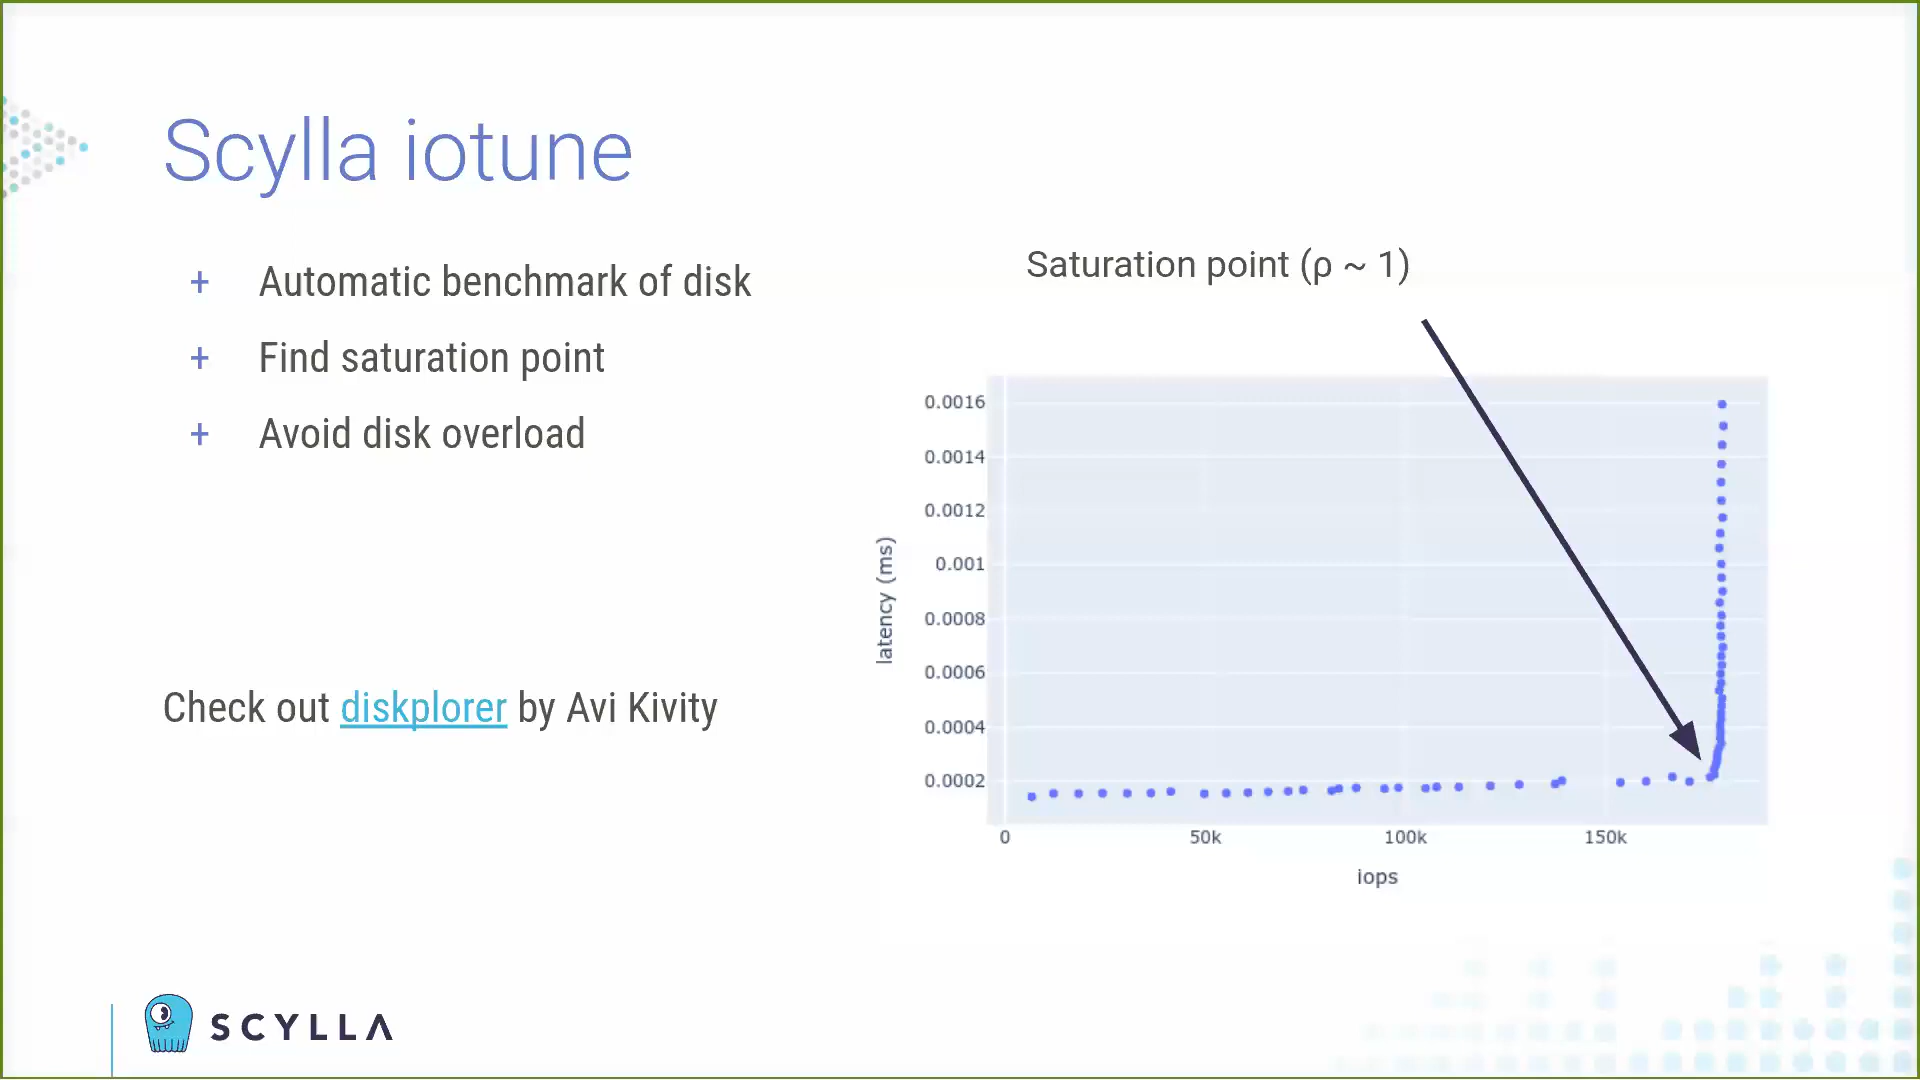 Scylla iotune
+ Automatic benchmark of disk
+ Find saturation point
+ Avoid disk overload
Check out diskplorer by Avi Kivity
Saturation point (ρ ~ 1)
0.0016
0.0014
0.0012
0.001
0.0008
0.0006
0.0004
0.0002
latency (ms)
0 50k 100k 150k
iops
SCYLLA